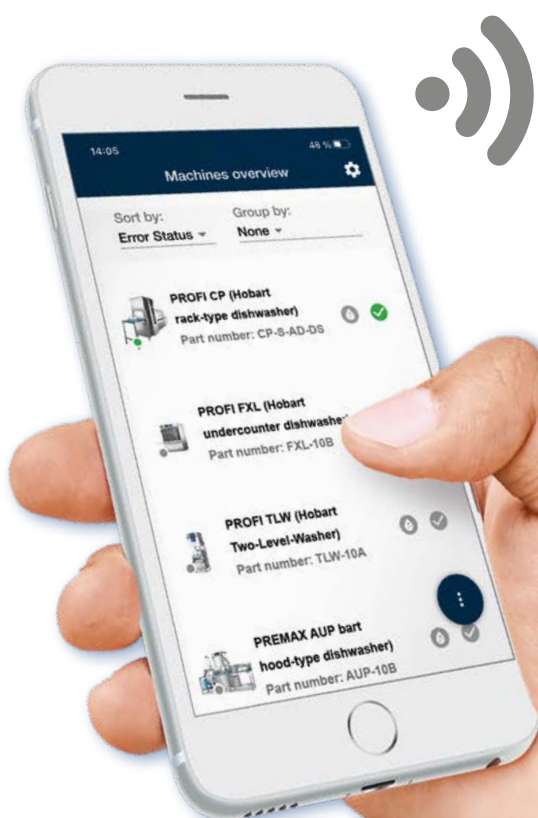 14:05
48 %
Machines overview
Sort by:
Group by:
Error Status
None
PROFI CP (Hobart
rack-type dishwasher)
Part number: CP-S-AD-DS
PROFI FXL (Hobart
undercounter dishwasher
Part number: FXL-10B
PROFI TLW (Hobart
Two-Level-Washer)
Part number: TLW-10A
PREMAX AUP bart
hood-type dishwasher)
Part number: AUP-10B